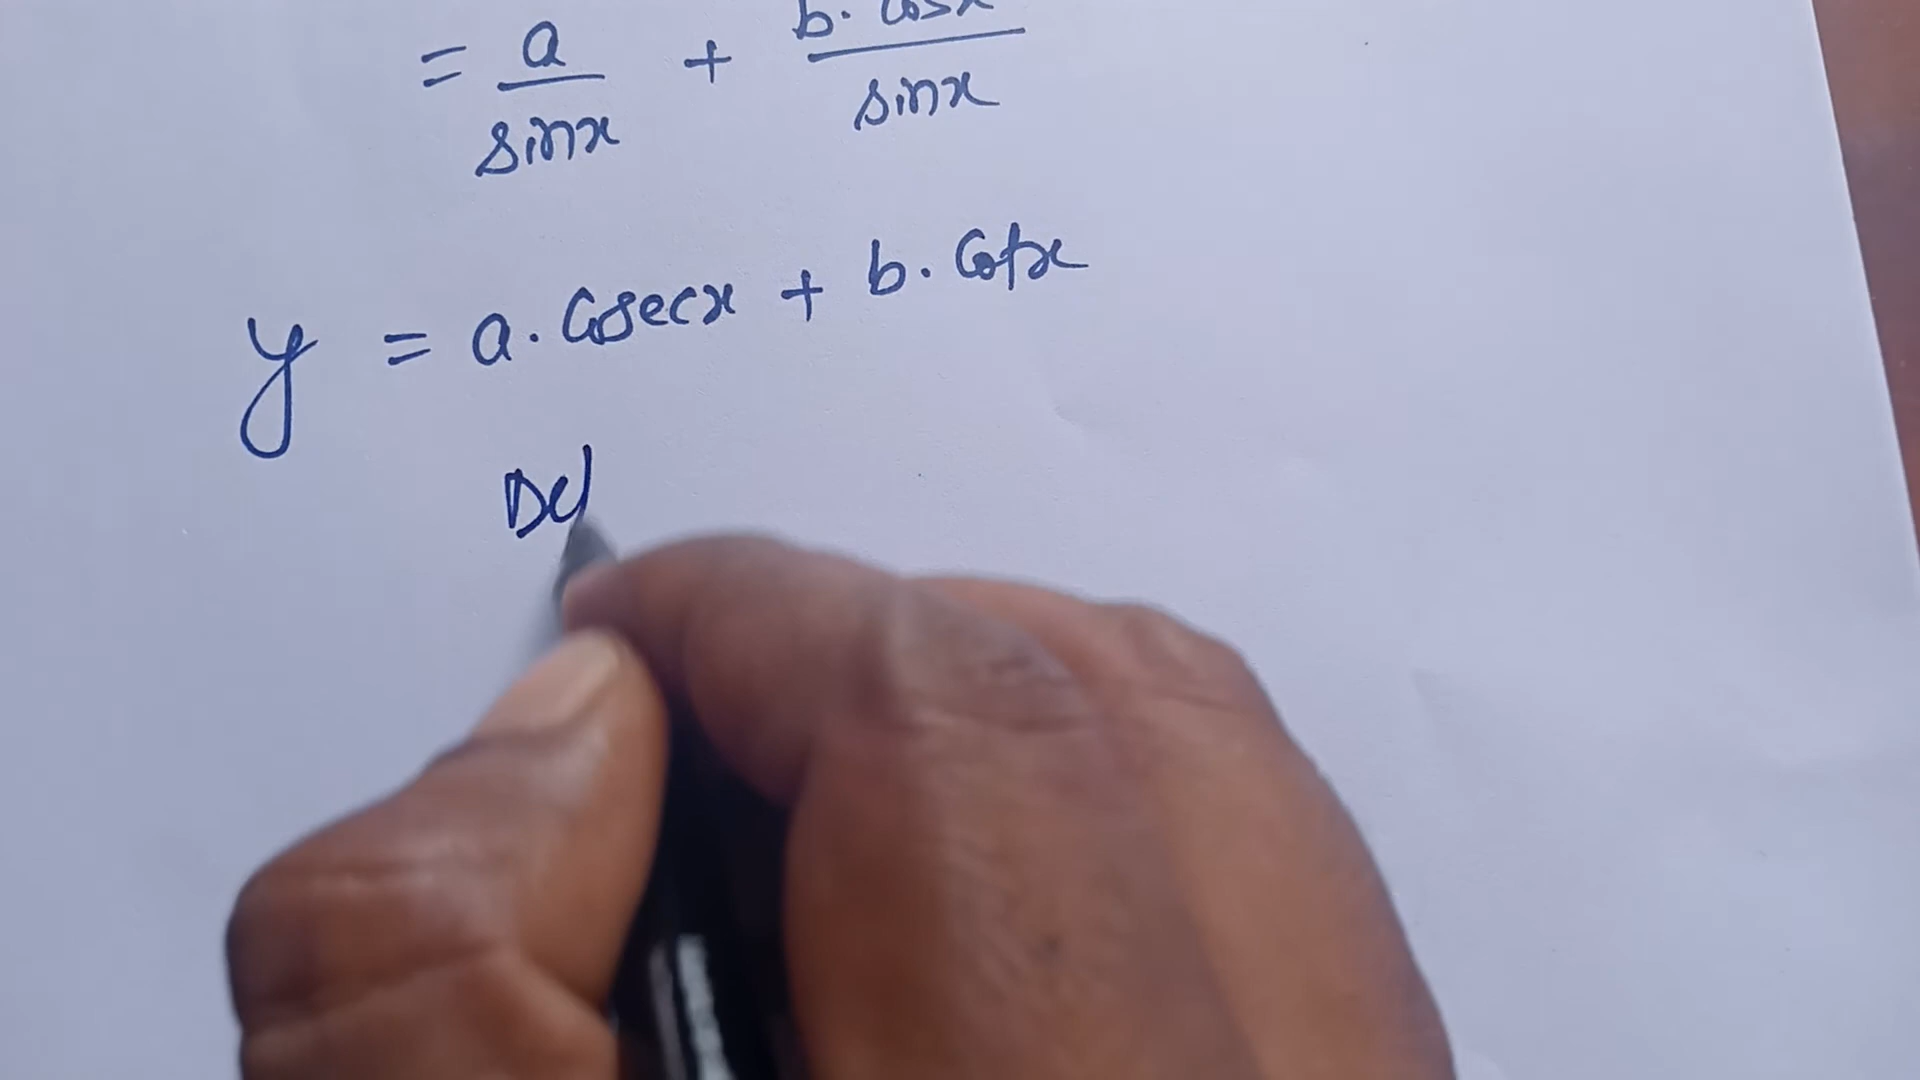 = a/sinx + b. cosx/sinx
y = a. Cosecx + b. Cotx